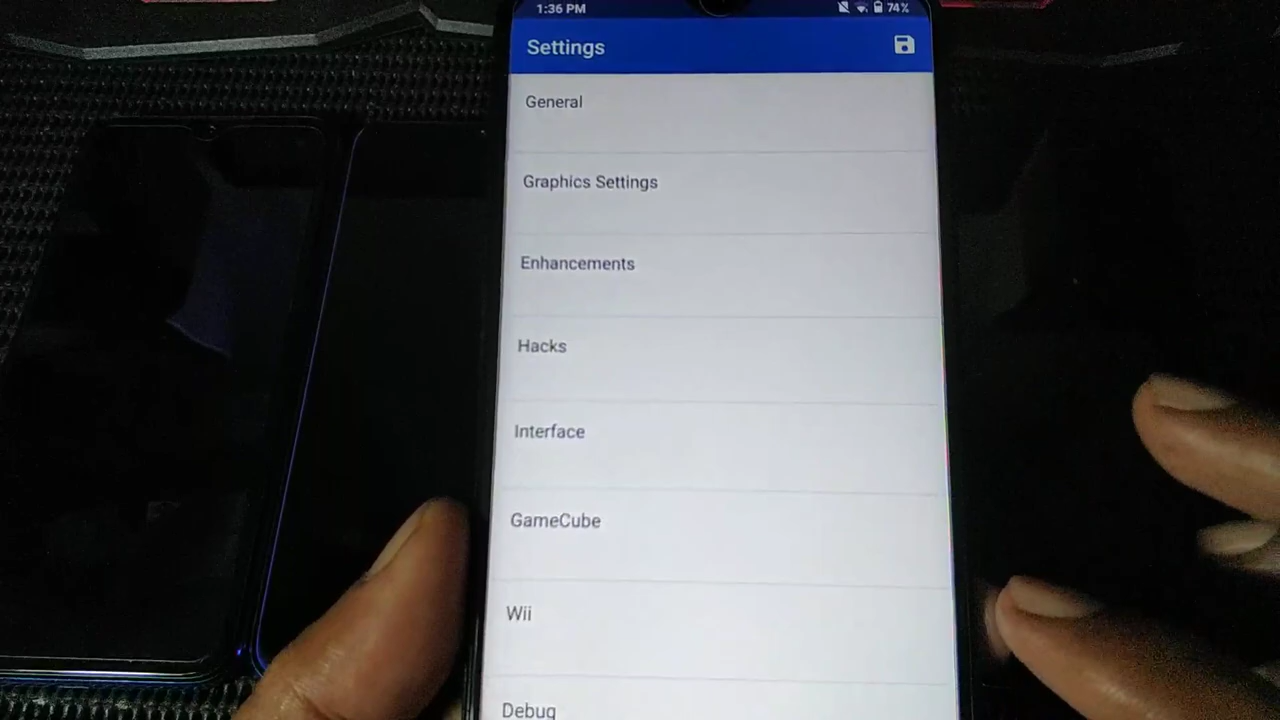 1:36 PM 74%
Settings
General
Graphics Settings
Enhancements
Hacks
Interface
GameCube
Wii
Debug